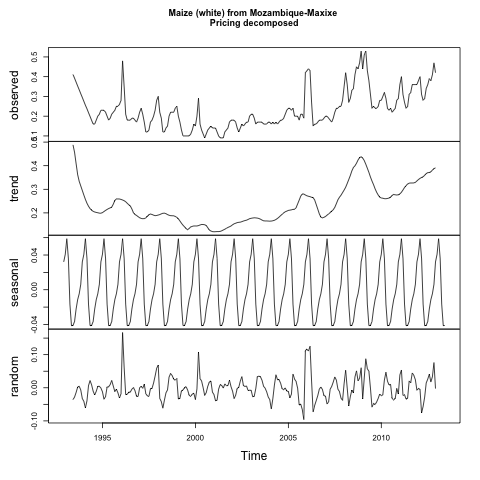 Maize (white) from Mozambique-Maxixe
Pricing decomposed
observed
0.1 0.2 0.3 0.4 0.5
trend
0.2 0.3 0.4 0.5
seasonal
-0.04 0.00 0.04
random
-0.10 0.00 0.10
1995 2000 2005 2010
Time